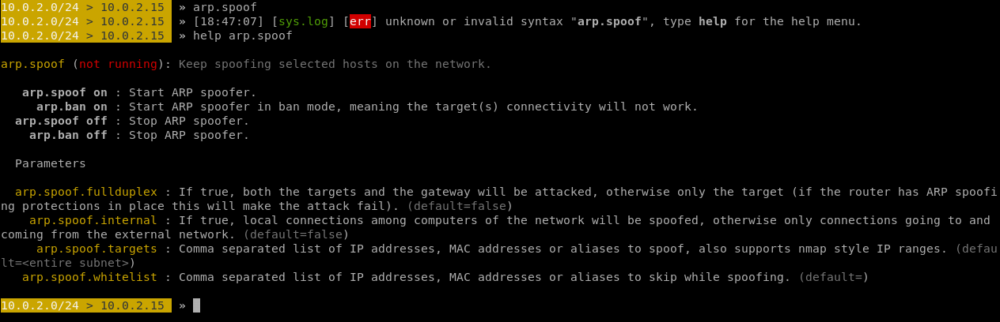 10.0.2.0/24 > 10.0.2.15 » arp.spoof
10.0.2.0/24 > 10.0.2.15 » [18:47:07] [sys.log] [err] unknown or invalid syntax "arp.spoof", type help for the help menu.
10.0.2.0/24 > 10.0.2.15 » help arp.spoof
arp.spoof (not running): Keep spoofing selected hosts on the network.
arp.spoof on : Start ARP spoofer.
arp.ban on : Start ARP spoofer in ban mode, meaning the target(s) connectivity will not work.
arp.spoof off : Stop ARP spoofer.
arp.ban off : Stop ARP spoofer.
Parameters
arp.spoof.fullduplex : If true, both the targets and the gateway will be attacked, otherwise only the target (if the router has ARP spoofi
ng protections in place this will make the attack fail). (default=false)
arp.spoof.internal : If true, local connections among computers of the network will be spoofed, otherwise only connections going to and
coming from the external network. (default=false)
arp.spoof.targets : Comma separated list of IP addresses, MAC addresses or aliases to spoof, also supports nmap style IP ranges. (defau
lt=<entire subnet>)
arp.spoof.whitelist : Comma separated list of IP addresses, MAC addresses or aliases to skip while spoofing. (default=)
10.0.2.0/24 > 10.0.2.15 »